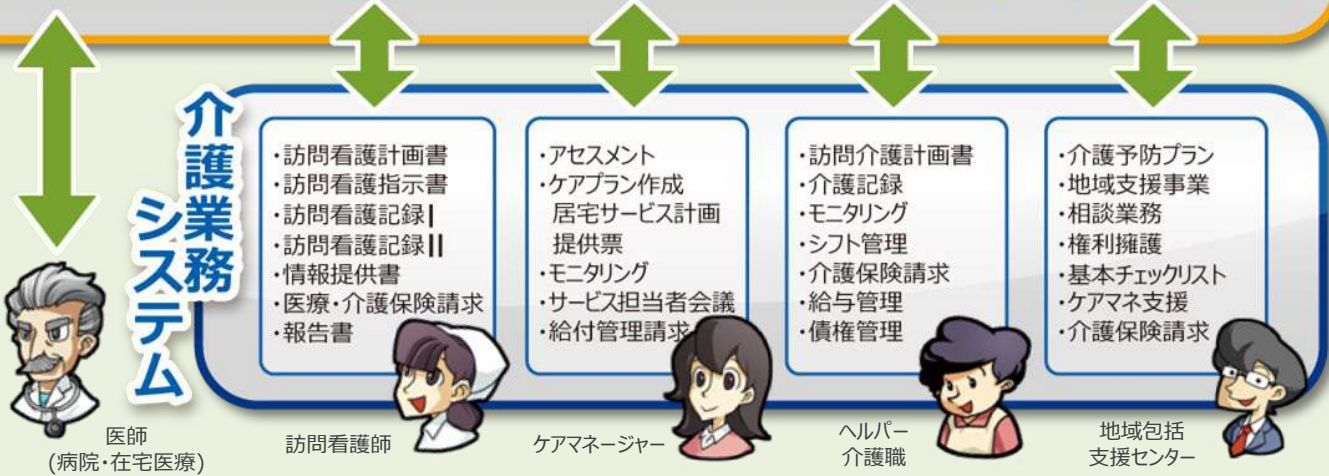 介護業務
システム
・訪問看護計画書
・訪問看護指示書
・訪問看護記録Ⅰ
・訪問看護記録Ⅱ
・情報提供書
・医療・介護保険請求
・報告書
・アセスメント
・ケアプラン作成
居宅サービス計画
提供票
・モニタリング
・サービス担当者会議
・給付管理請求
・訪問介護計画書
・介護記録
・モニタリング
・シフト管理
・介護保険請求
・給与管理
・債権管理
・介護予防プラン
・地域支援事業
・相談業務
・権利擁護
・基本チェックリスト
・ケアマネ支援
・介護保険請求
医師
(病院・在宅医療)
訪問看護師
ケアマネージャー
ヘルパー
介護職
地域包括
支援センター